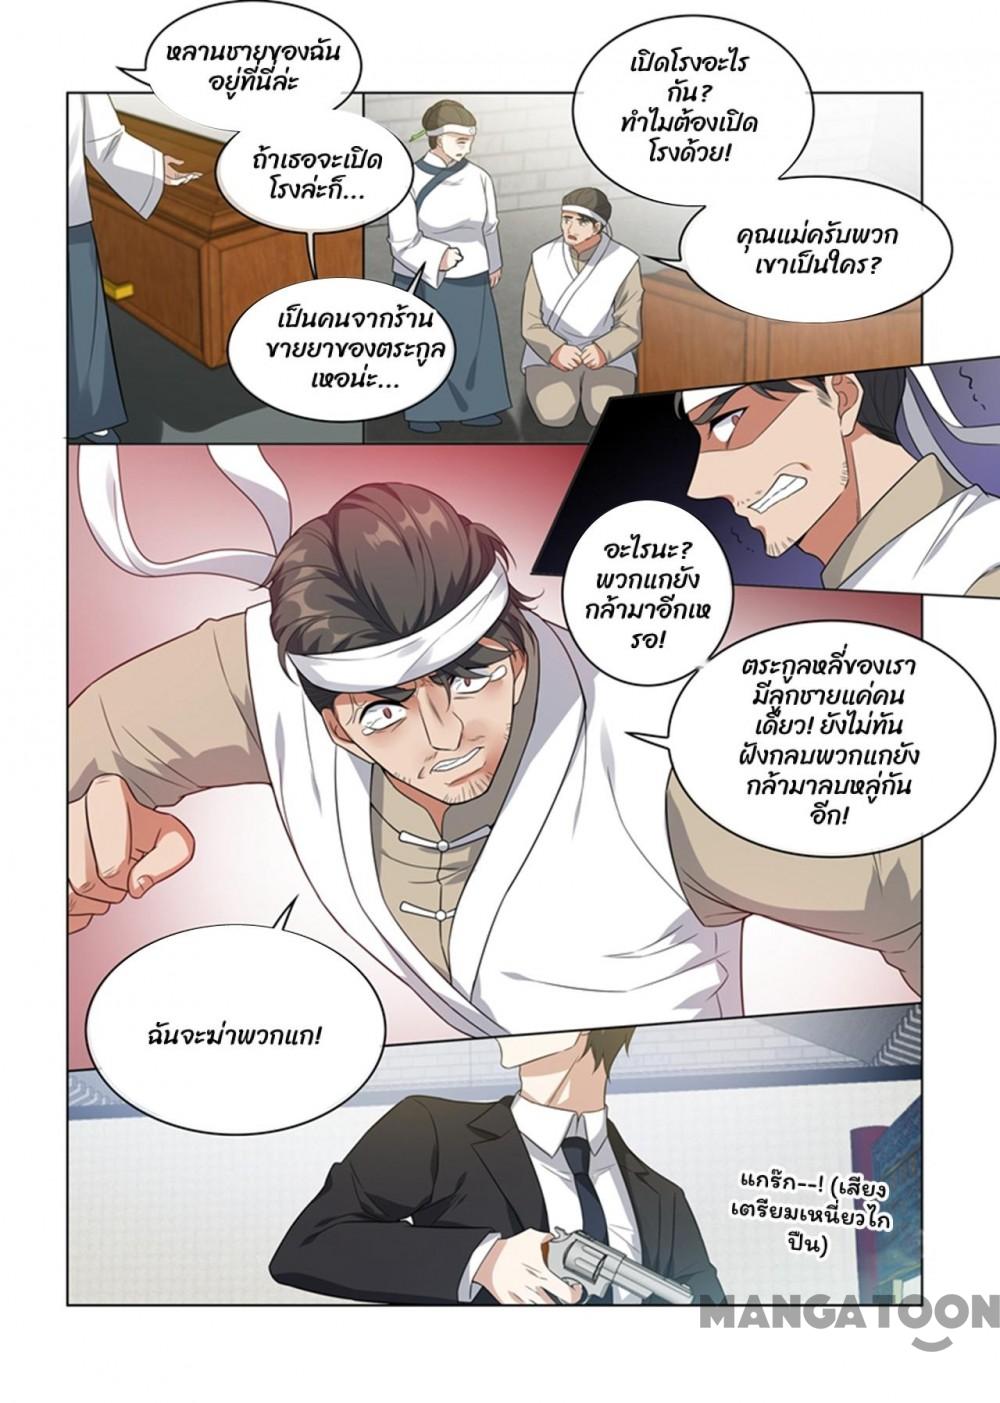 หลานชายของฉัน
อยู่ที่นี่ล่ะ
ถ้าเธอจะเปิด
โรงล่ะก็...
เปิดโรงอะไร
กัน?
ทำไมต้องเปิด
โรงด้วย!
คุณแม่ครับพวก
เขาเป็นใคร?
เป็นคนจากร้าน
ขายยาของตระกูล
เหอน่ะ...
อะไรนะ?
พวกแกยัง
กล้ามาอีกเห
รอ!
ตระกูลหลี่ของเรา
มีลูกชายแค่คน
เดียว! ยังไม่ทัน
ฝังกลบพวกแกยัง
กล้ามาลบหลู่กัน
อีก!
ฉันจะฆ่าพวกแก!
แกร๊ก--! (เสียง
เตรียมเหนี่ยวไก
ปืน)
MANGATOON